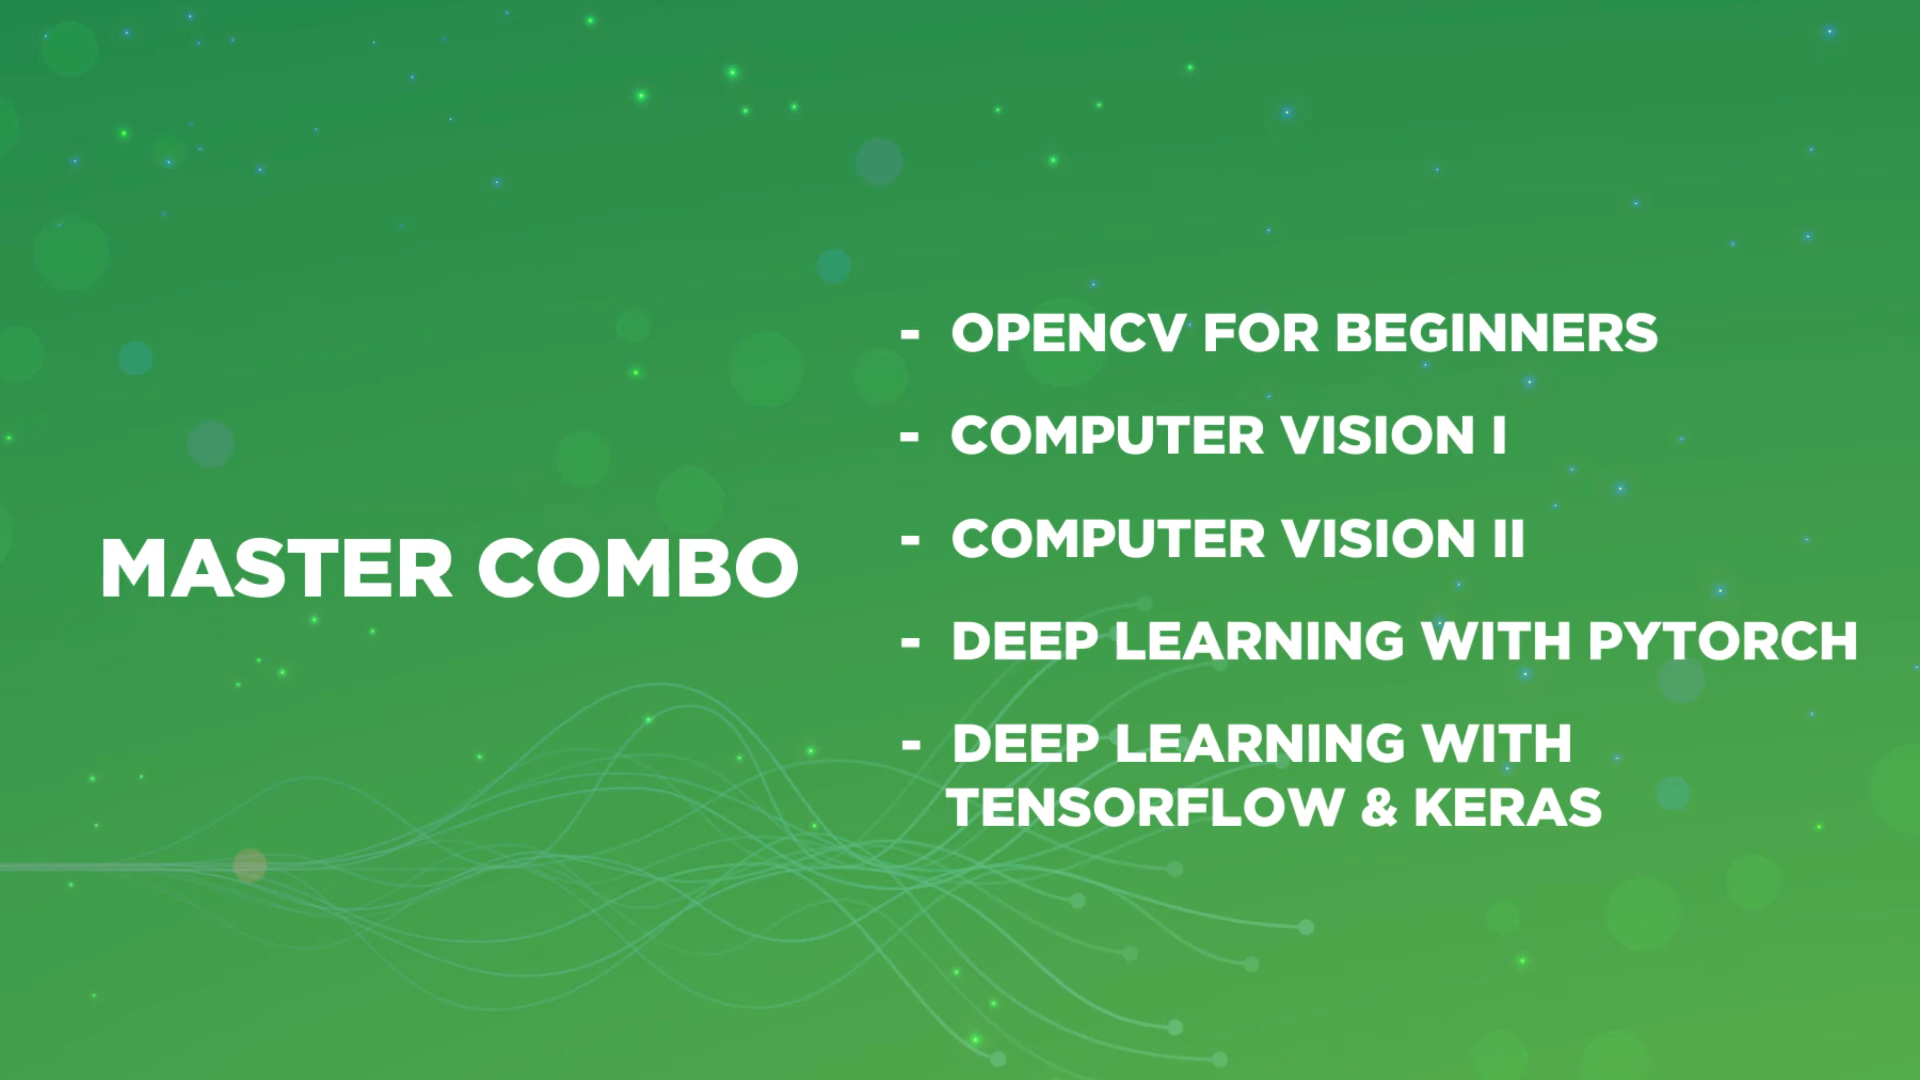 MASTER COMBO
- OPENCV FOR BEGINNERS
- COMPUTER VISION I
- COMPUTER VISION II
- DEEP LEARNING WITH PYTORCH
- DEEP LEARNING WITH
TENSORFLOW & KERAS